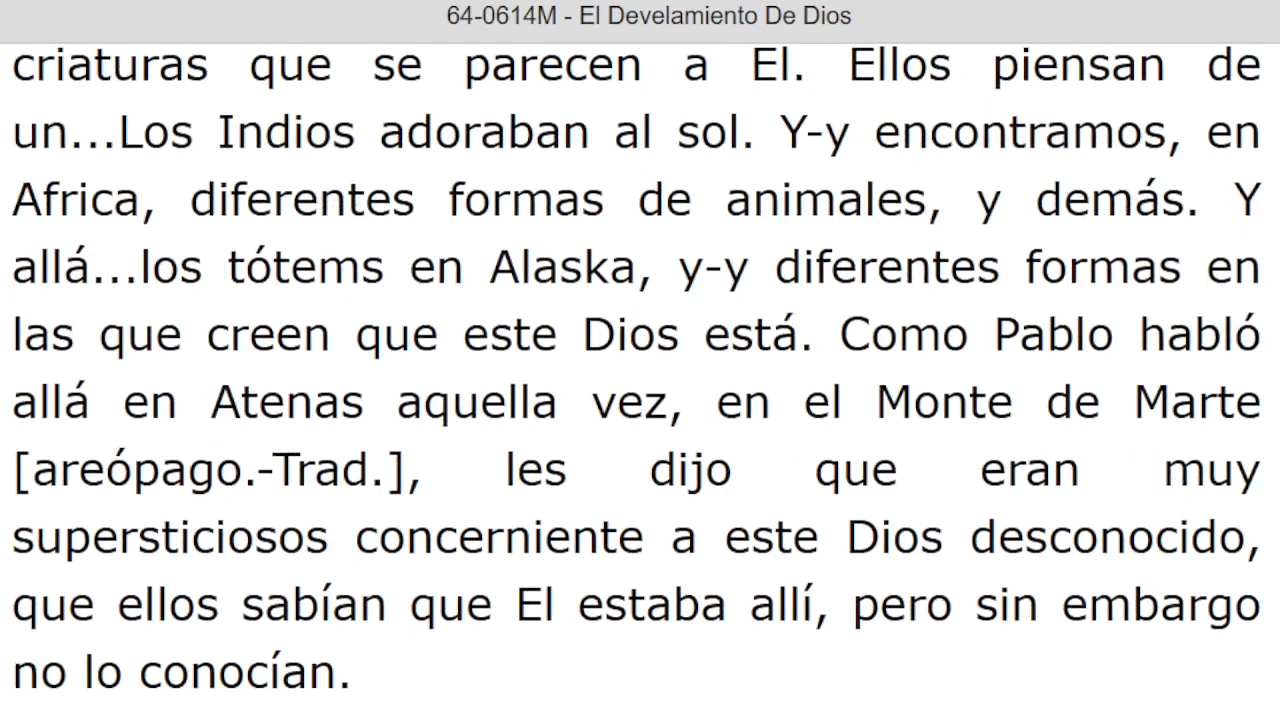 64-0614M - El Develamiento De Dios
criaturas que se parecen a El. Ellos piensan de
un...Los Indios adoraban al sol. Y-y encontramos, en
Africa, diferentes formas de animales, y demás. Y
allá...los tótems en Alaska, y-y diferentes formas en
las que creen que este Dios está. Como Pablo habló
allá en Atenas aquella vez, en el Monte de Marte
[areópago.-Trad.], les dijo que eran muy
supersticiosos concerniente a este Dios desconocido,
que ellos sabían que El estaba allí, pero sin embargo
no lo conocían.